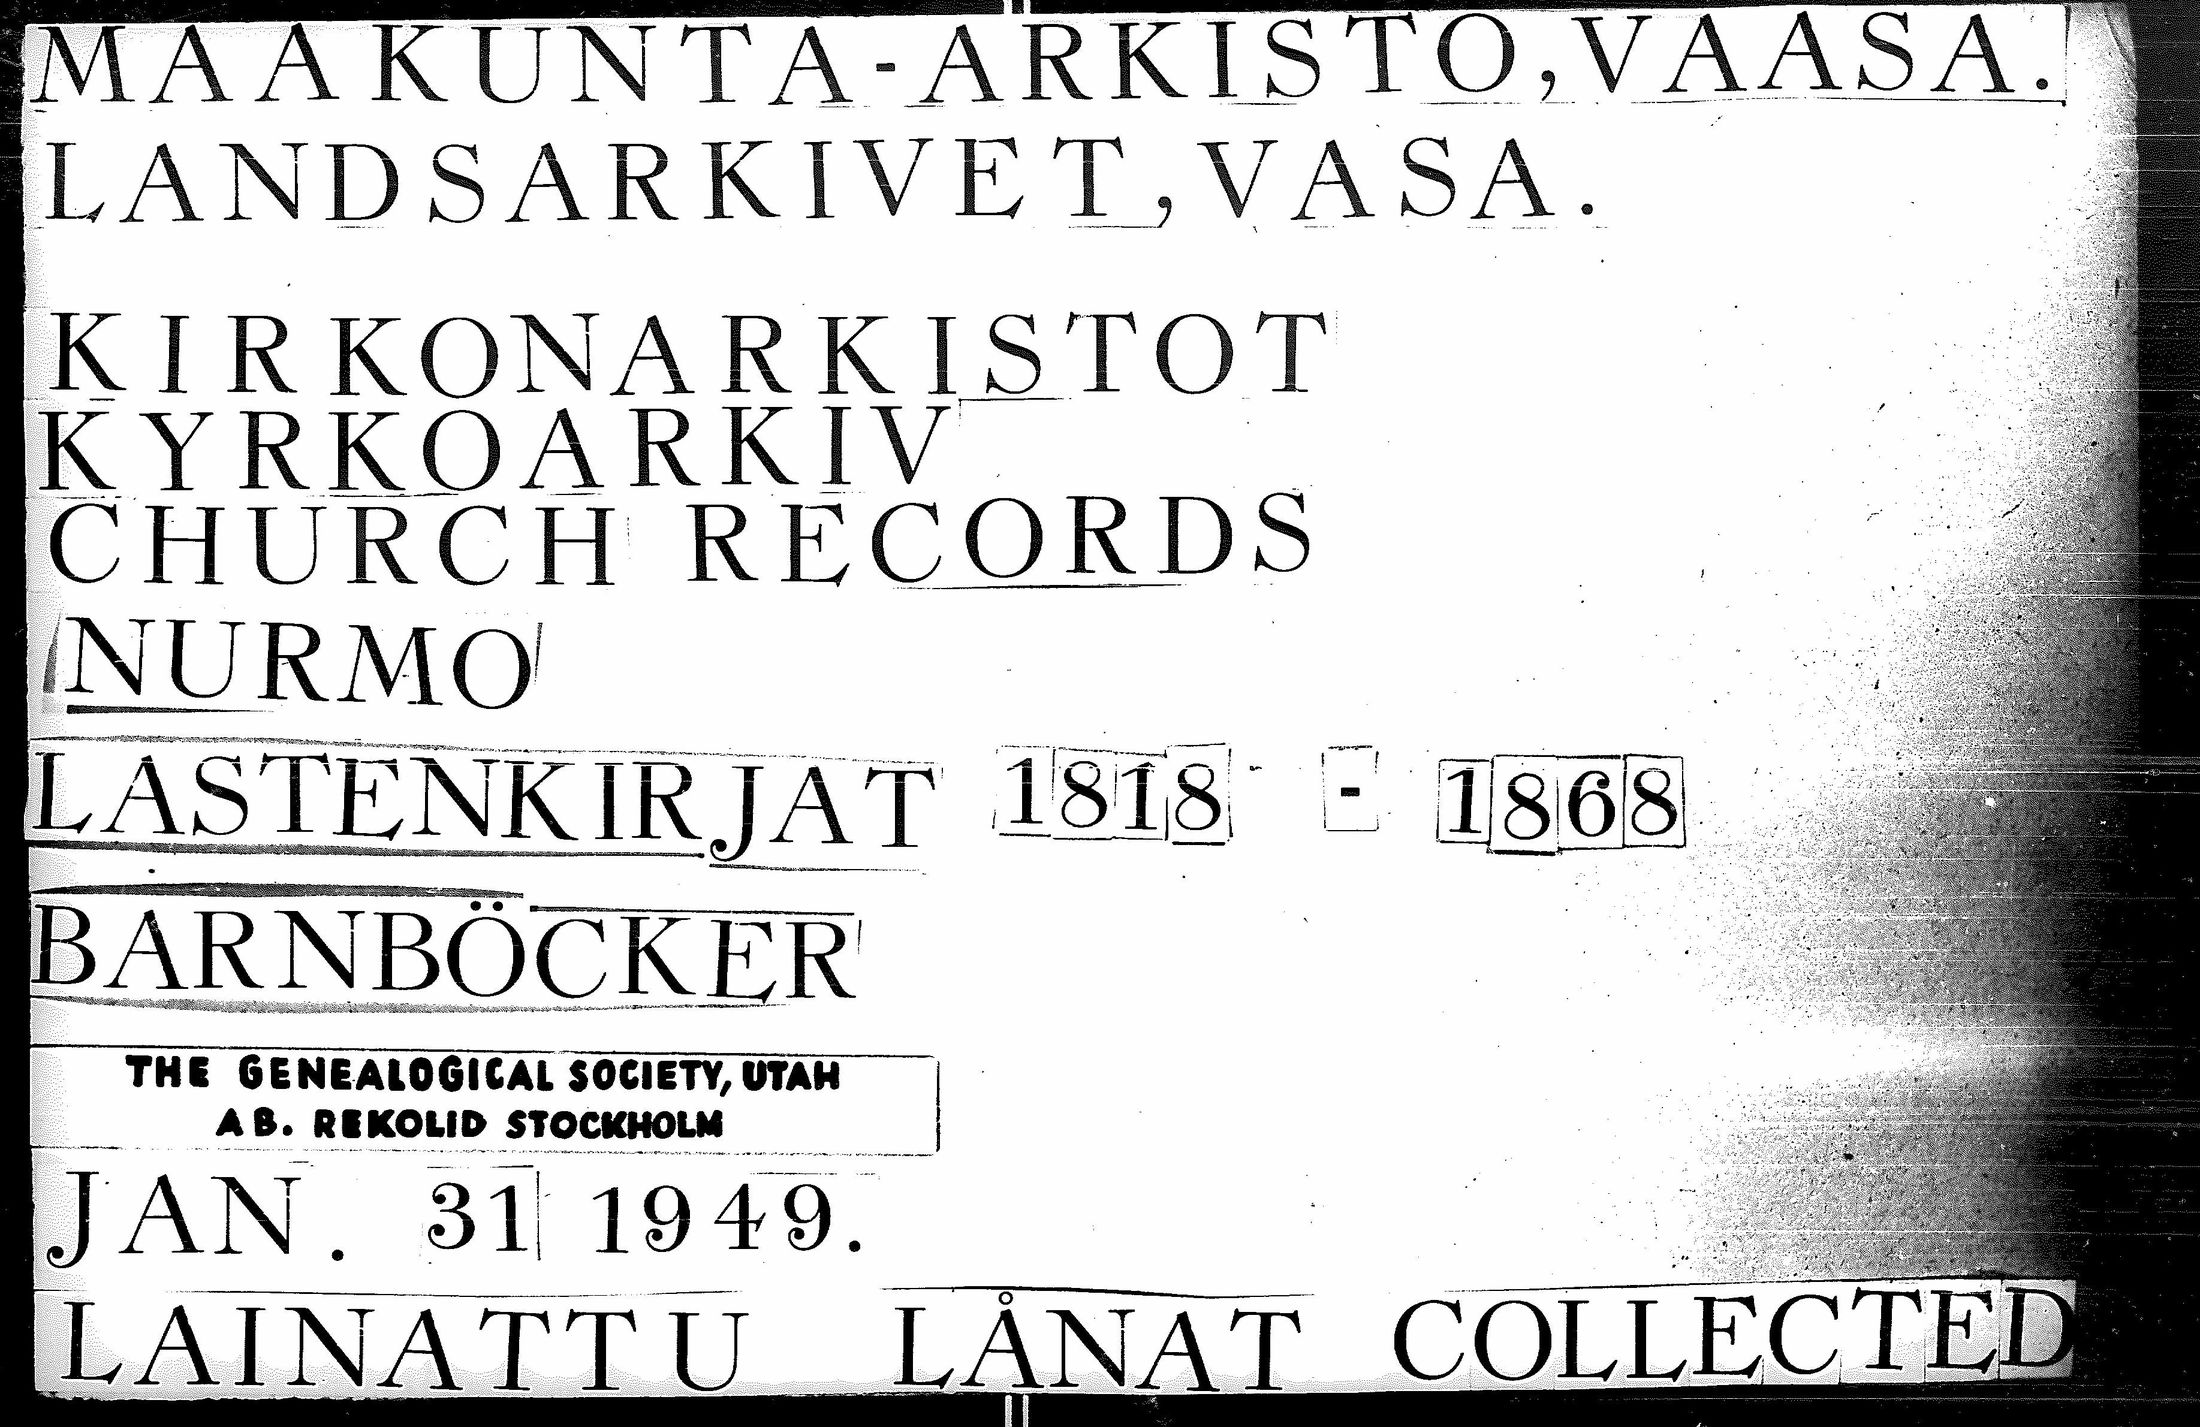 MAAKUNTA-ARKISTO, VAASA.
LANDSARKIVET, VASA.
KIRKONARKISTOT
KYRKOARKIV
CHURCH RECORDS
NURMO
LASTENKIRJAT 1818 - 1868
BARNBÖCKER
THE GENEALOGICAL SOCIETY, UTAH
AB. REKOLID STOCKHOLM
JAN. 31 1949.
LAINATTU LÅNAT COLLECTED